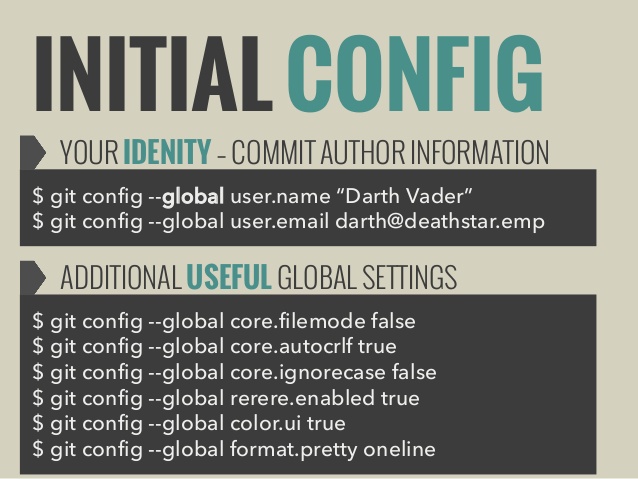 INITIAL CONFIG
YOUR IDENITY – COMMIT AUTHOR INFORMATION
$ git config --global user.name “Darth Vader”
$ git config --global user.email darth@deathstar.emp
ADDITIONAL USEFUL GLOBAL SETTINGS
$ git config --global core.filemode false
$ git config --global core.autocrlf true
$ git config --global core.ignorecase false
$ git config --global rerere.enabled true
$ git config --global color.ui true
$ git config --global format.pretty oneline